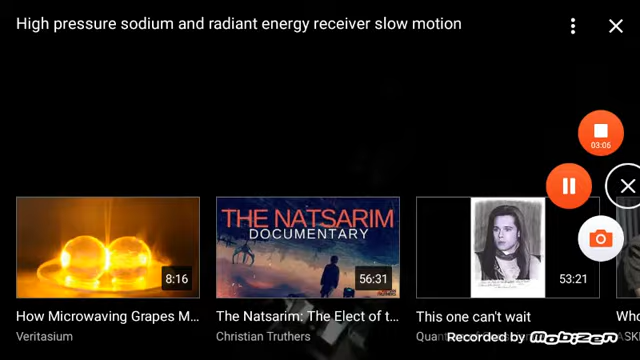 High pressure sodium and radiant energy receiver slow motion
03:06
THE NATSARIM
DOCUMENTARY
8:16
56:31
53:21
How Microwaving Grapes M...
The Natsarim: The Elect of t...
This one can't wait
Who
Veritasium
Christian Truthers
Recorded by mobizen
ASK